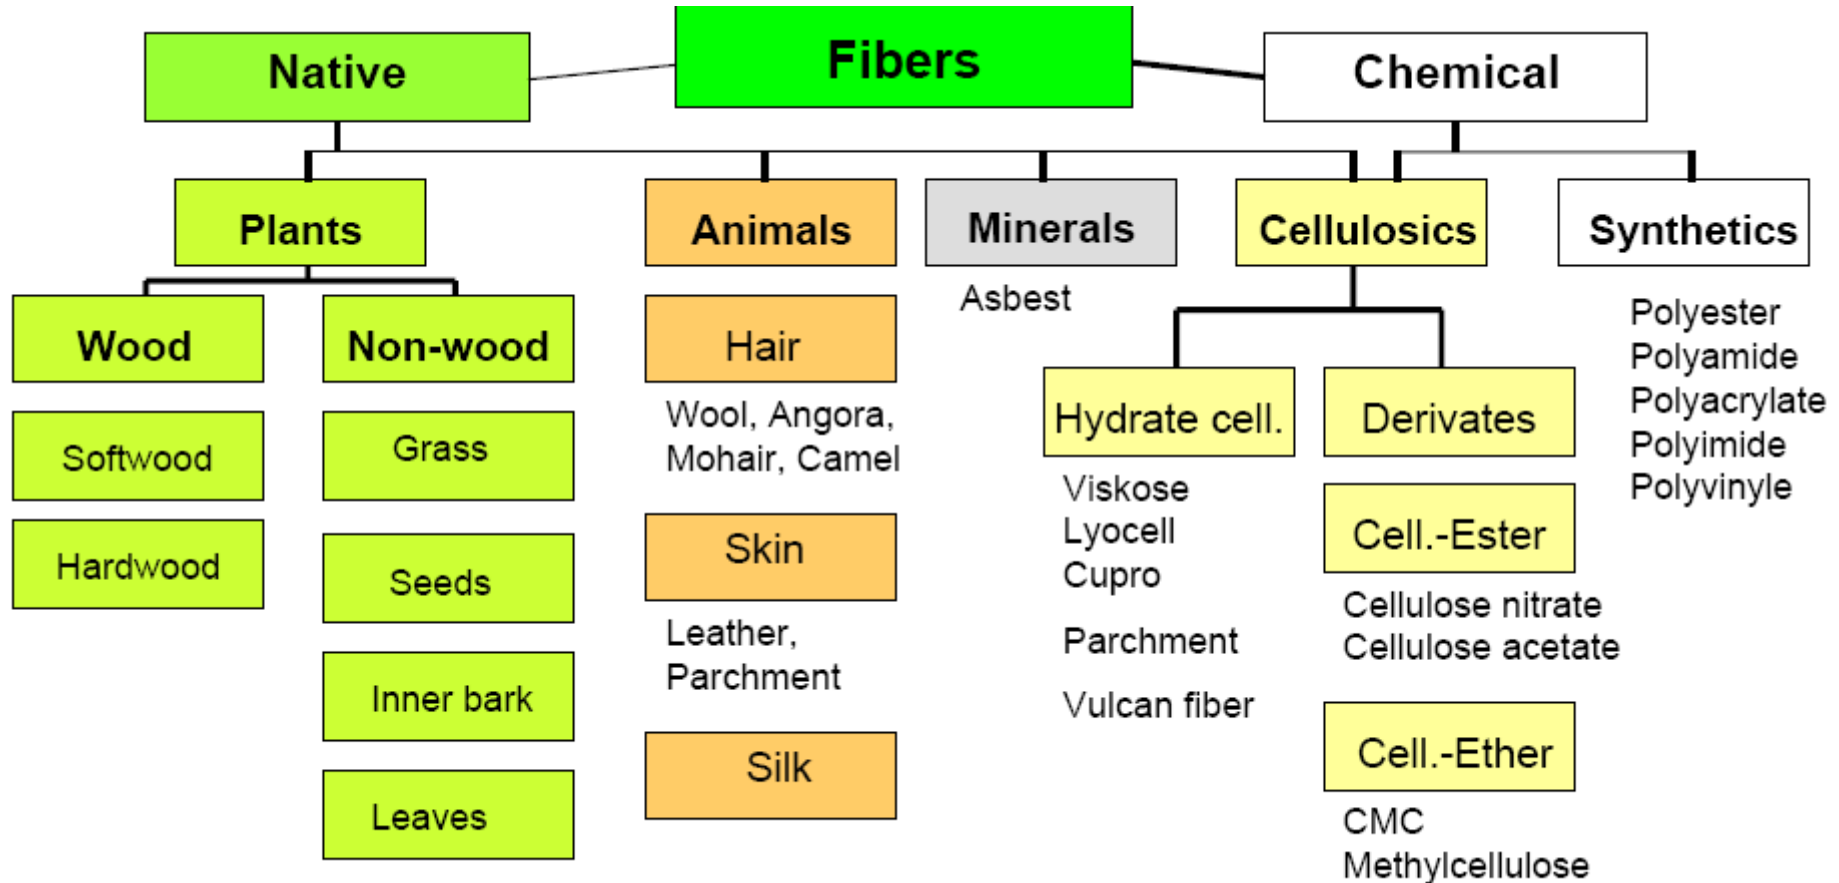 Fibers
Native
Chemical
Plants
Animals
Minerals
Cellulosics
Synthetics
Wood
Softwood
Hardwood
Non-wood
Grass
Seeds
Inner bark
Leaves
Hair
Wool, Angora,
Mohair, Camel
Skin
Leather,
Parchment
Silk
Asbest
Hydrate cell.
Viskose
Lyocell
Cupro
Parchment
Vulcan fiber
Derivates
Cell.-Ester
Cellulose nitrate
Cellulose acetate
Cell.-Ether
CMC
Methylcellulose
Polyester
Polyamide
Polyacrylate
Polyimide
Polyvinyle